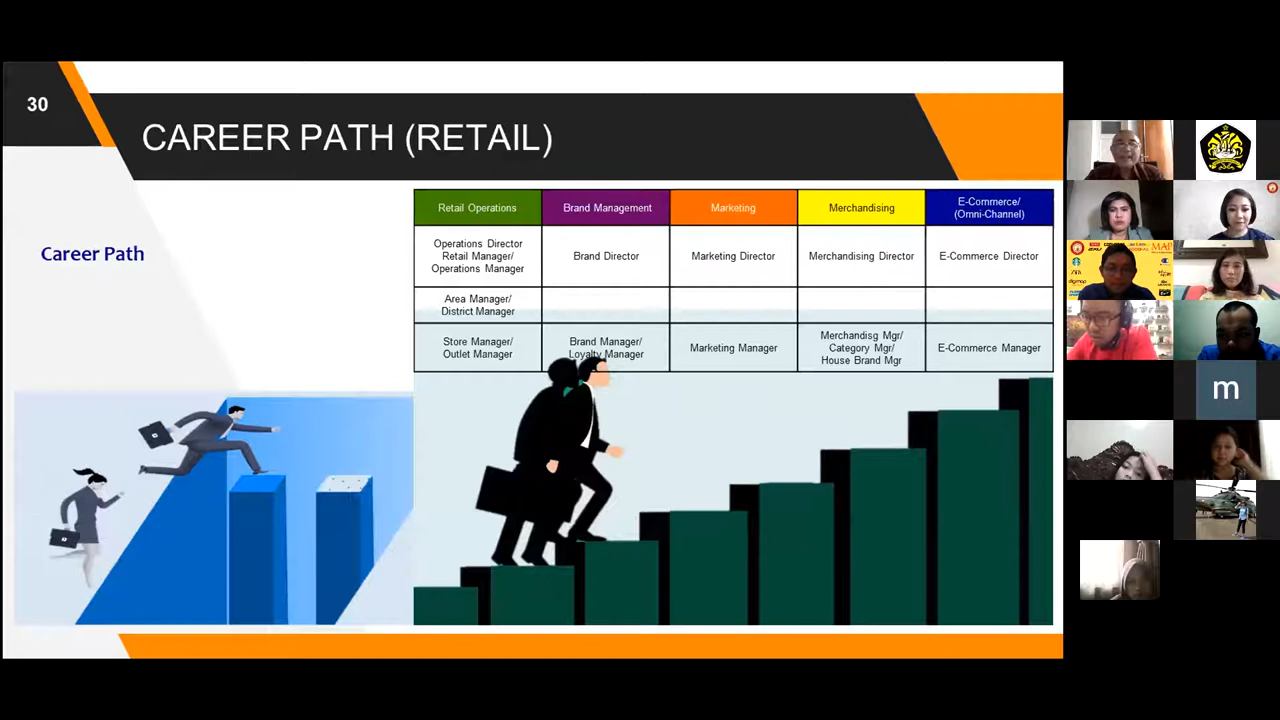 30
CAREER PATH (RETAIL)
Career Path
Retail Operations
Brand Management
Marketing
Merchandising
E-Commerce/
(Omni-Channel)
Operations Director
Retail Manager/
Operations Manager
Brand Director
Marketing Director
Merchandising Director
E-Commerce Director
Area Manager/
District Manager
Store Manager/
Outlet Manager
Brand Manager/
Loyalty Manager
Marketing Manager
Merchandisg Mgr/
Category Mgr/
House Brand Mgr
E-Commerce Manager
MAP
m